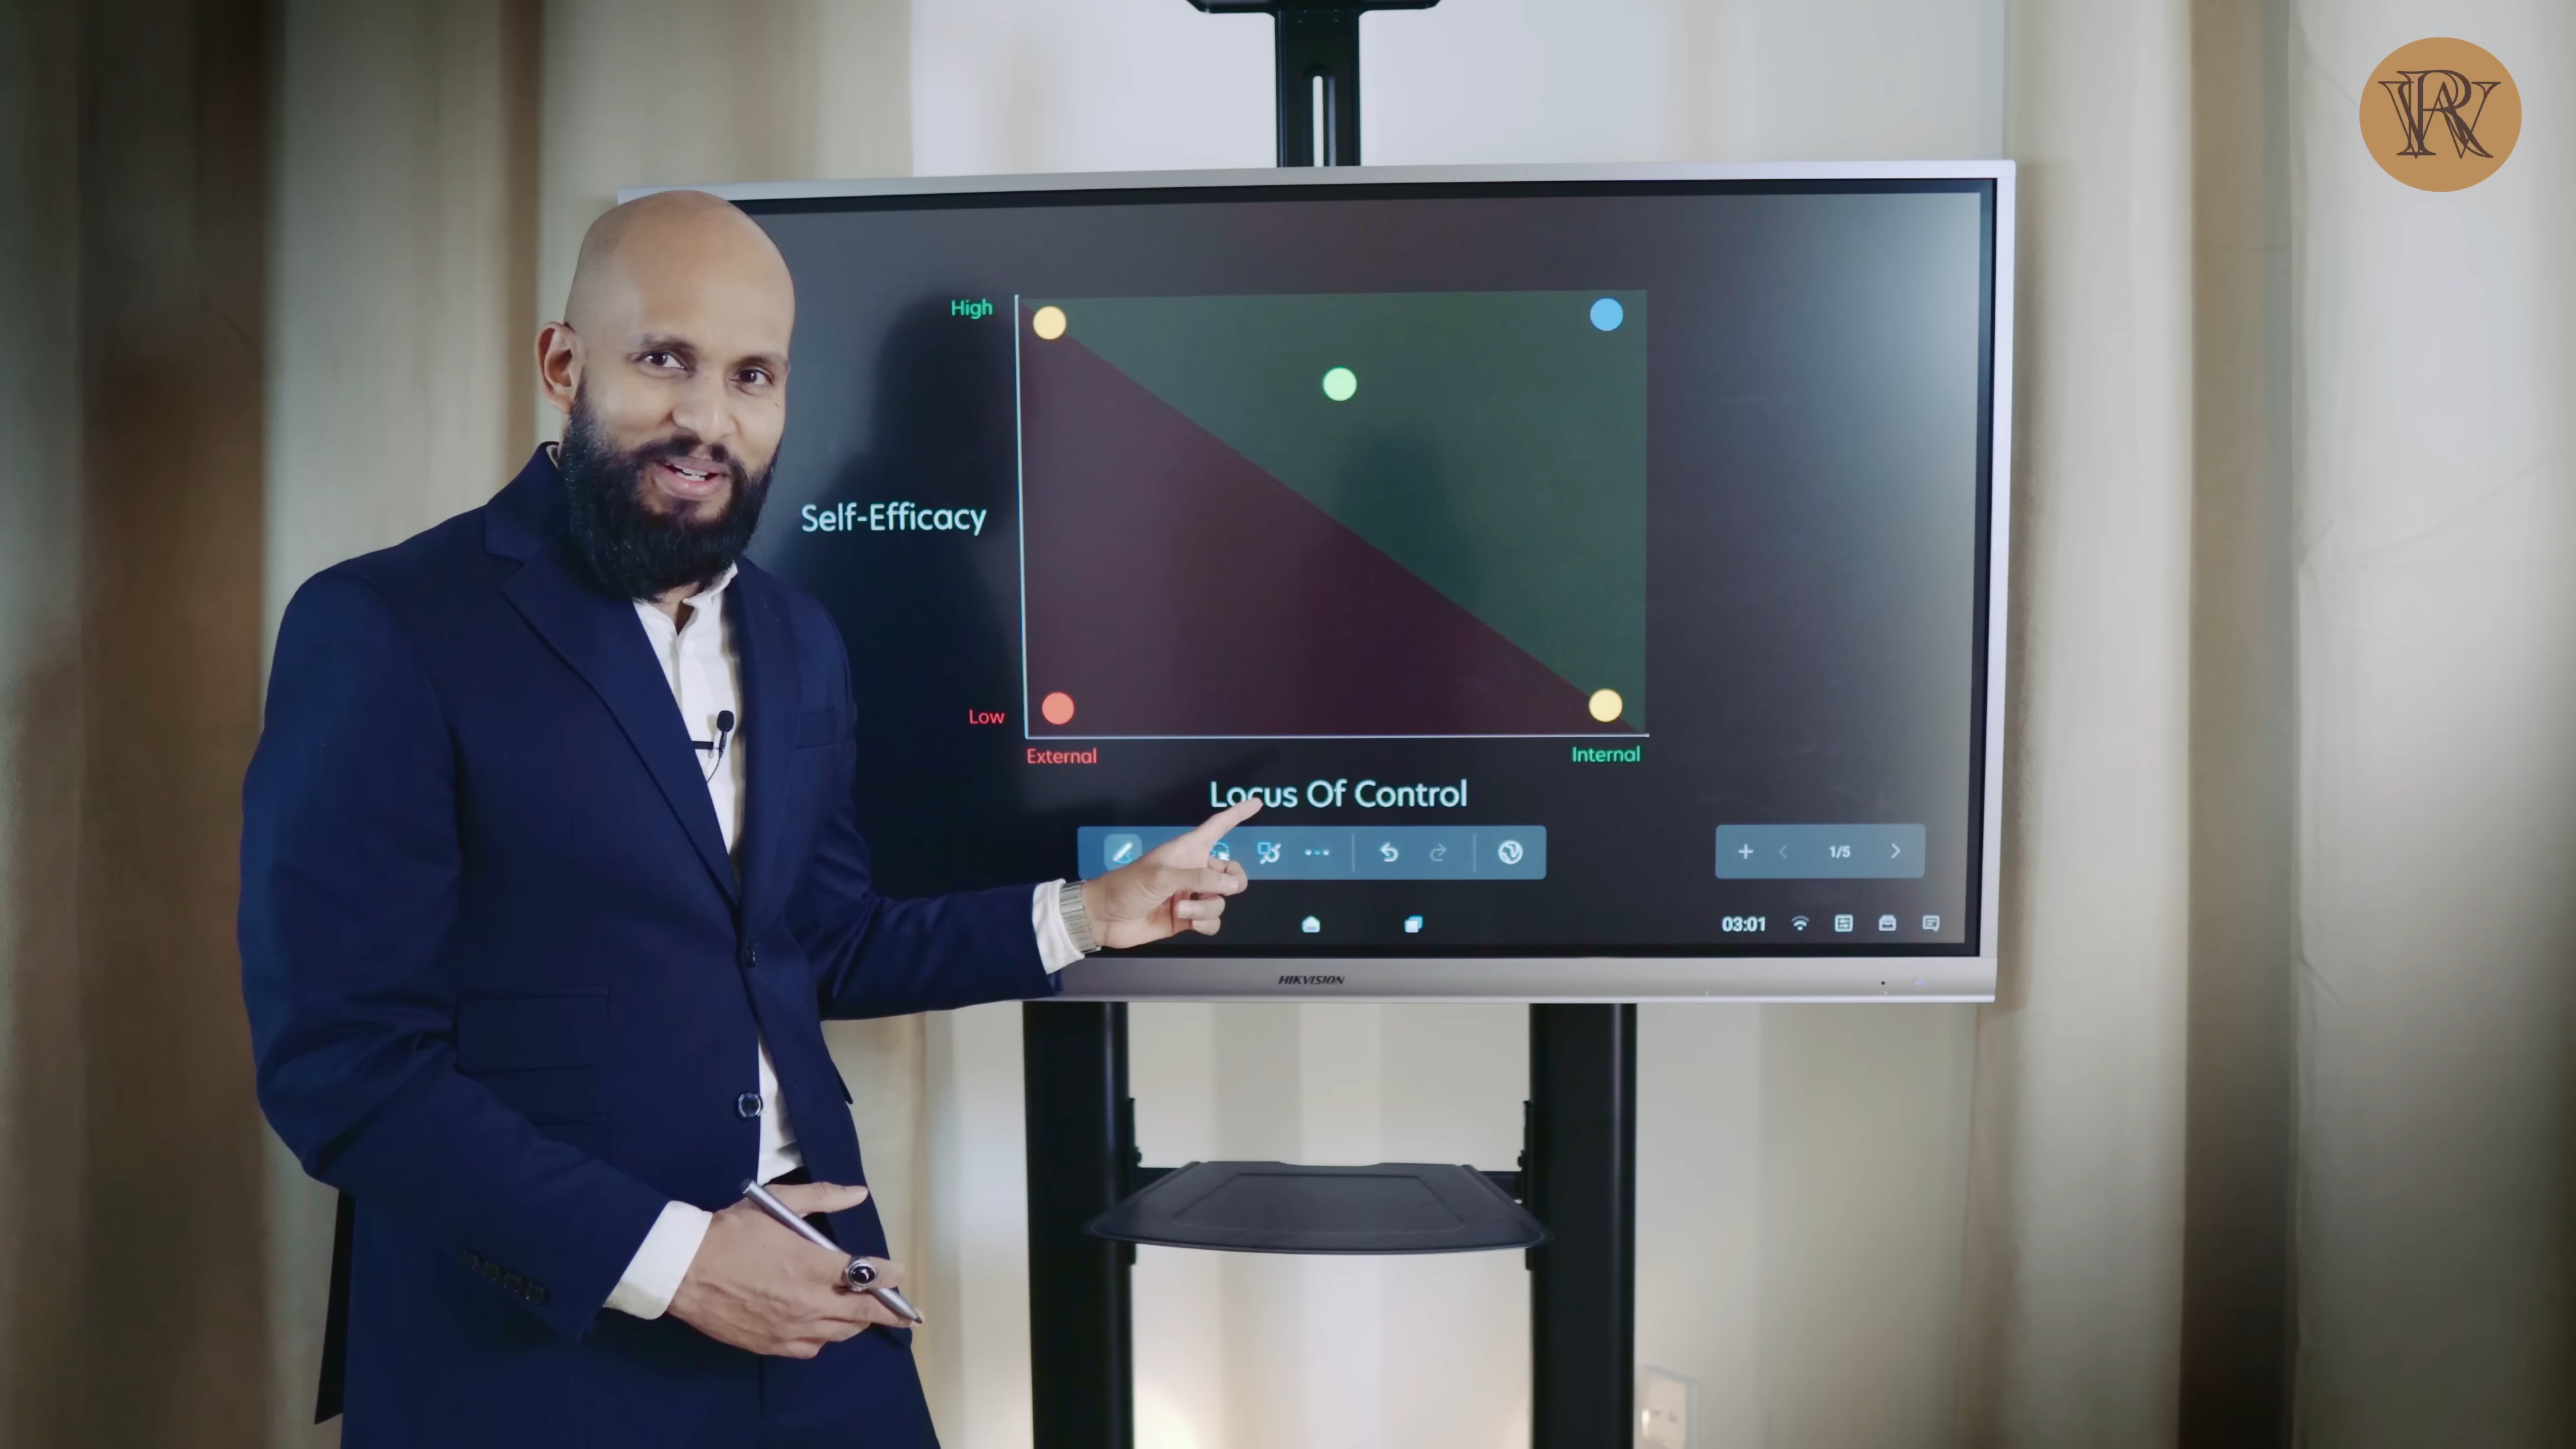 High
Self-Efficacy
Low
External
Internal
Locus Of Control
1/5
03:01
HIKVISION